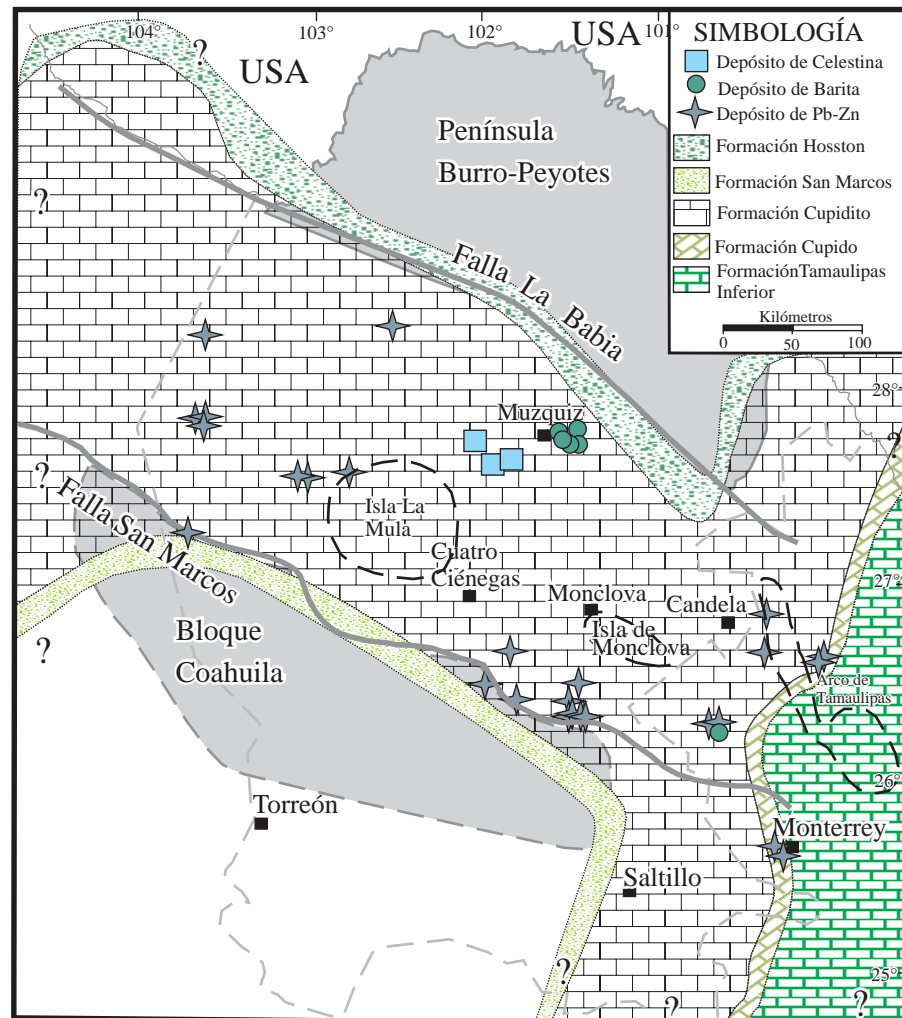 104°
103°
102°
101°
USA
USA
?
?
Península
Burro-Peyotes
SIMBOLOGÍA
Depósito de Celestina
Depósito de Barita
Depósito de Pb-Zn
Formación Hosston
Formación San Marcos
Formación Cupidito
Formación Cupido
FormaciónTamaulipas
Inferior
Kilómetros
0 50 100
Falla La Babia
28°
Muzquíz
?
?
Falla San Marcos
Isla La
Mula
Cuatro
Ciénegas
27°
Monclova
Candela
Isla de
Monclova
?
Bloque
Coahuila
Arco de
Tamaulipas
26°
Torreón
Monterrey
Saltillo
25°
?
?
?